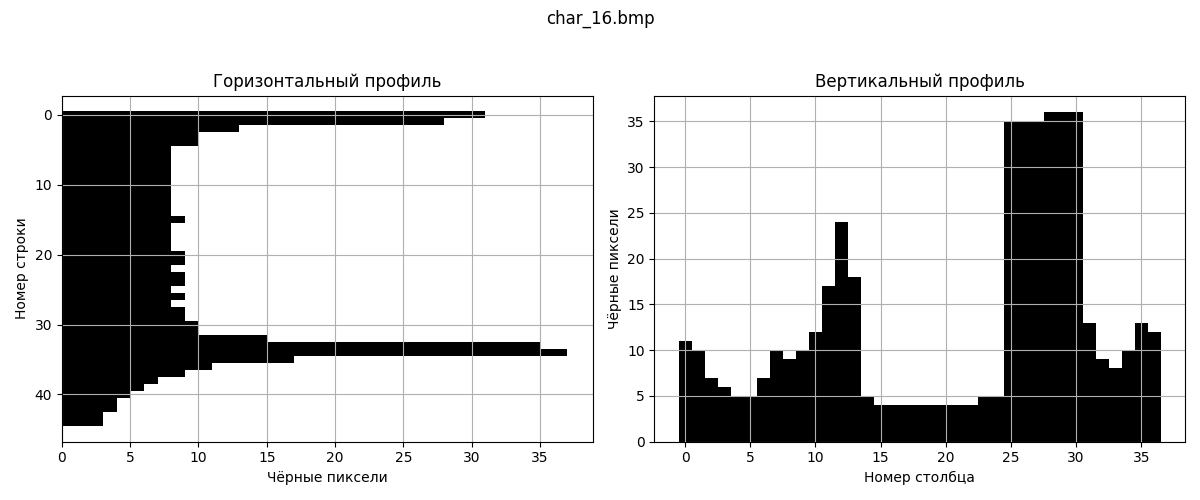 char_16.bmp
Горизонтальный профиль
0
10
20
30
40
Номер строки
0 5 10 15 20 25 30 35
Чёрные пиксели
Вертикальный профиль
35
30
25
20
15
10
5
0
Чёрные пиксели
0 5 10 15 20 25 30 35
Номер столбца